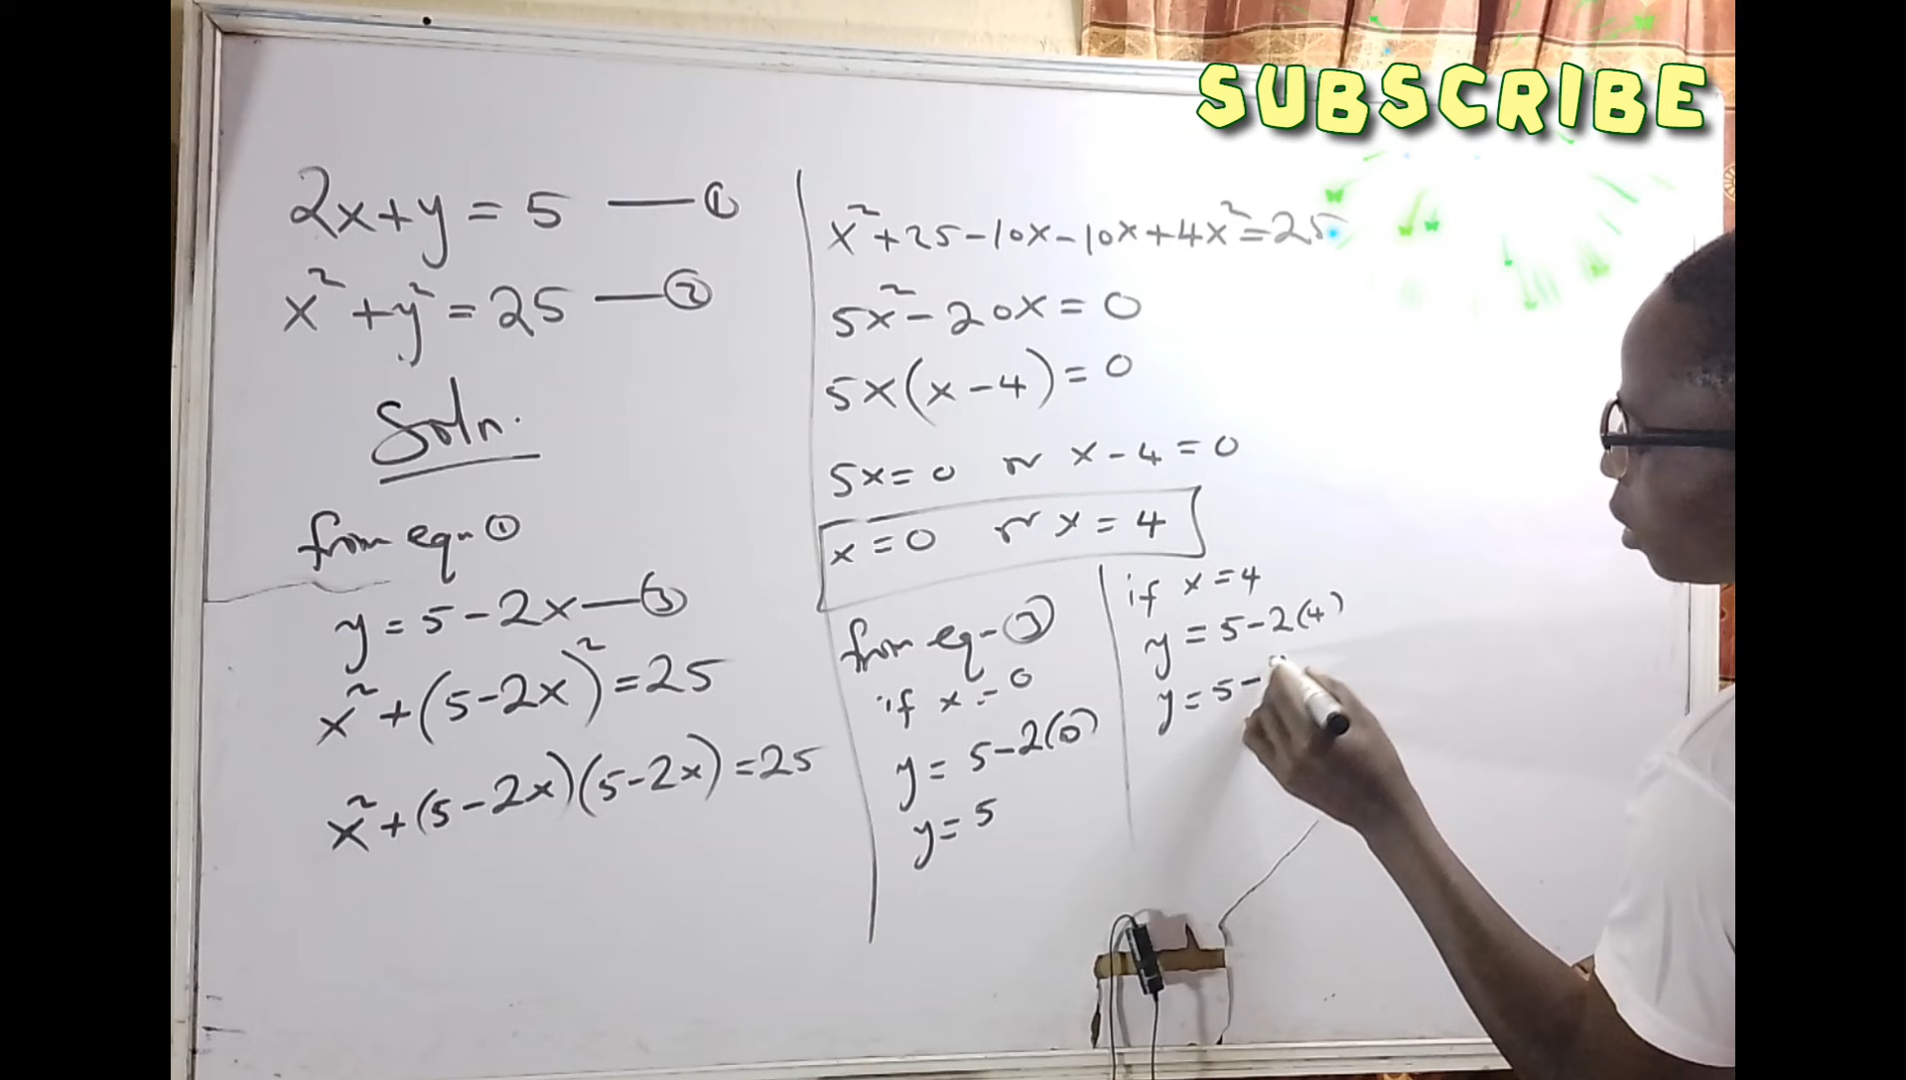 SUBSCRIBE
2x+y = 5 — ①
x² + y² = 25 — ②
Soln.
from eqn ①
y = 5 - 2x — ③
x² + (5-2x)² = 25
x² + (5-2x)(5-2x) = 25
x² + 25 - 10x - 10x + 4x² = 25
5x² - 20x = 0
5x(x - 4) = 0
5x = 0 or x - 4 = 0
x = 0 or x = 4
from eqn ③
if x = 0
y = 5 - 2(0)
y = 5
if x = 4
y = 5 - 2(4)
y = 5 -